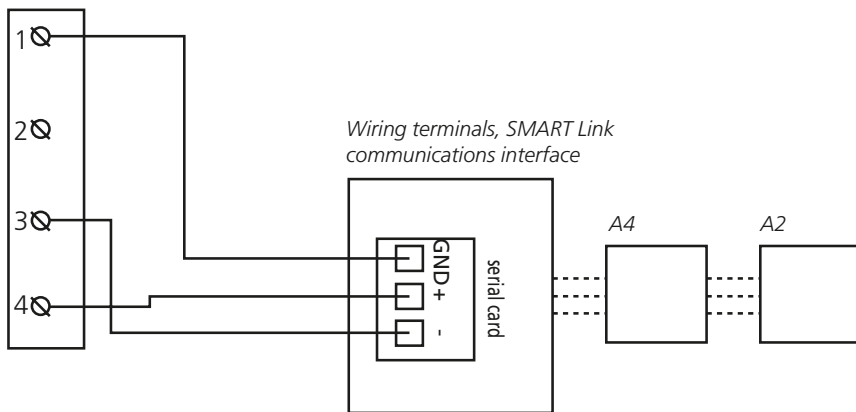 1
2
3
4
Wiring terminals, SMART Link
communications interface
GND
+
-
serial card
A4
A2